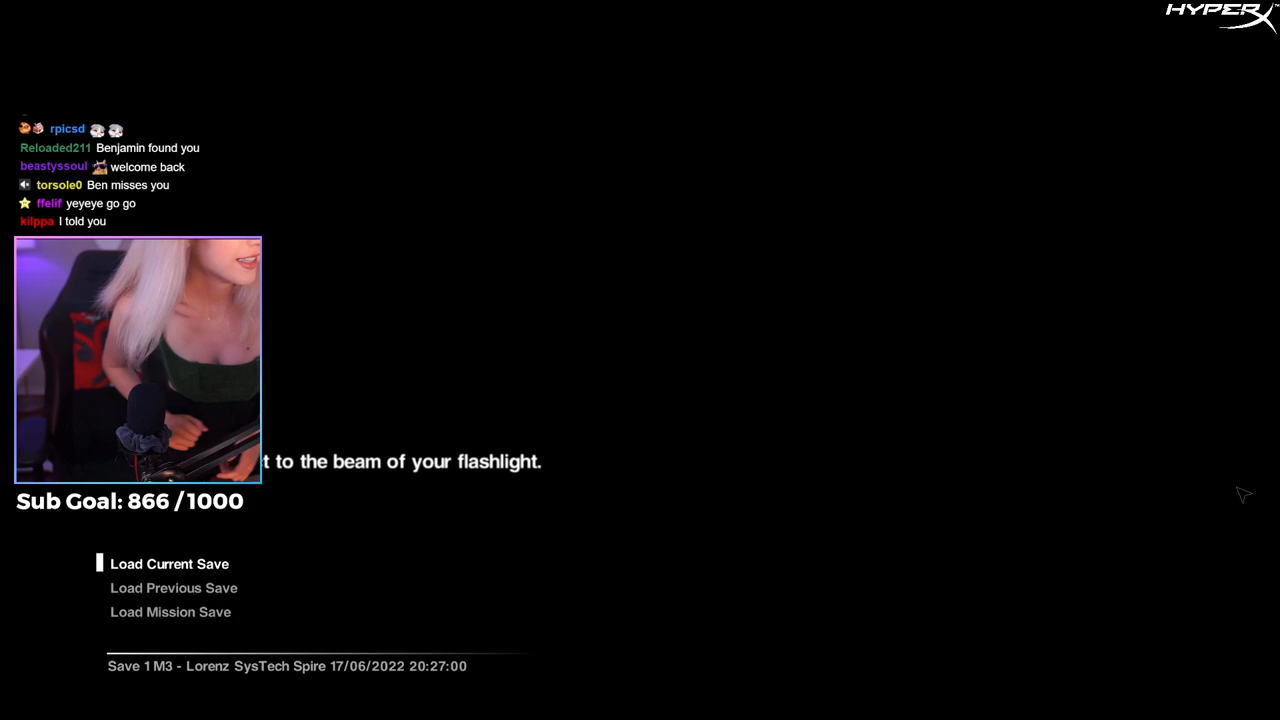 HYPERX
rpicsd
Reloaded211 Benjamin found you
beastyssoul welcome back
torsole0 Ben misses you
ffelif yeyeye go go
kilppa I told you
t to the beam of your flashlight.
Sub Goal: 866 /1000
Load Current Save
Load Previous Save
Load Mission Save
Save 1 M3 - Lorenz SysTech Spire 17/06/2022 20:27:00